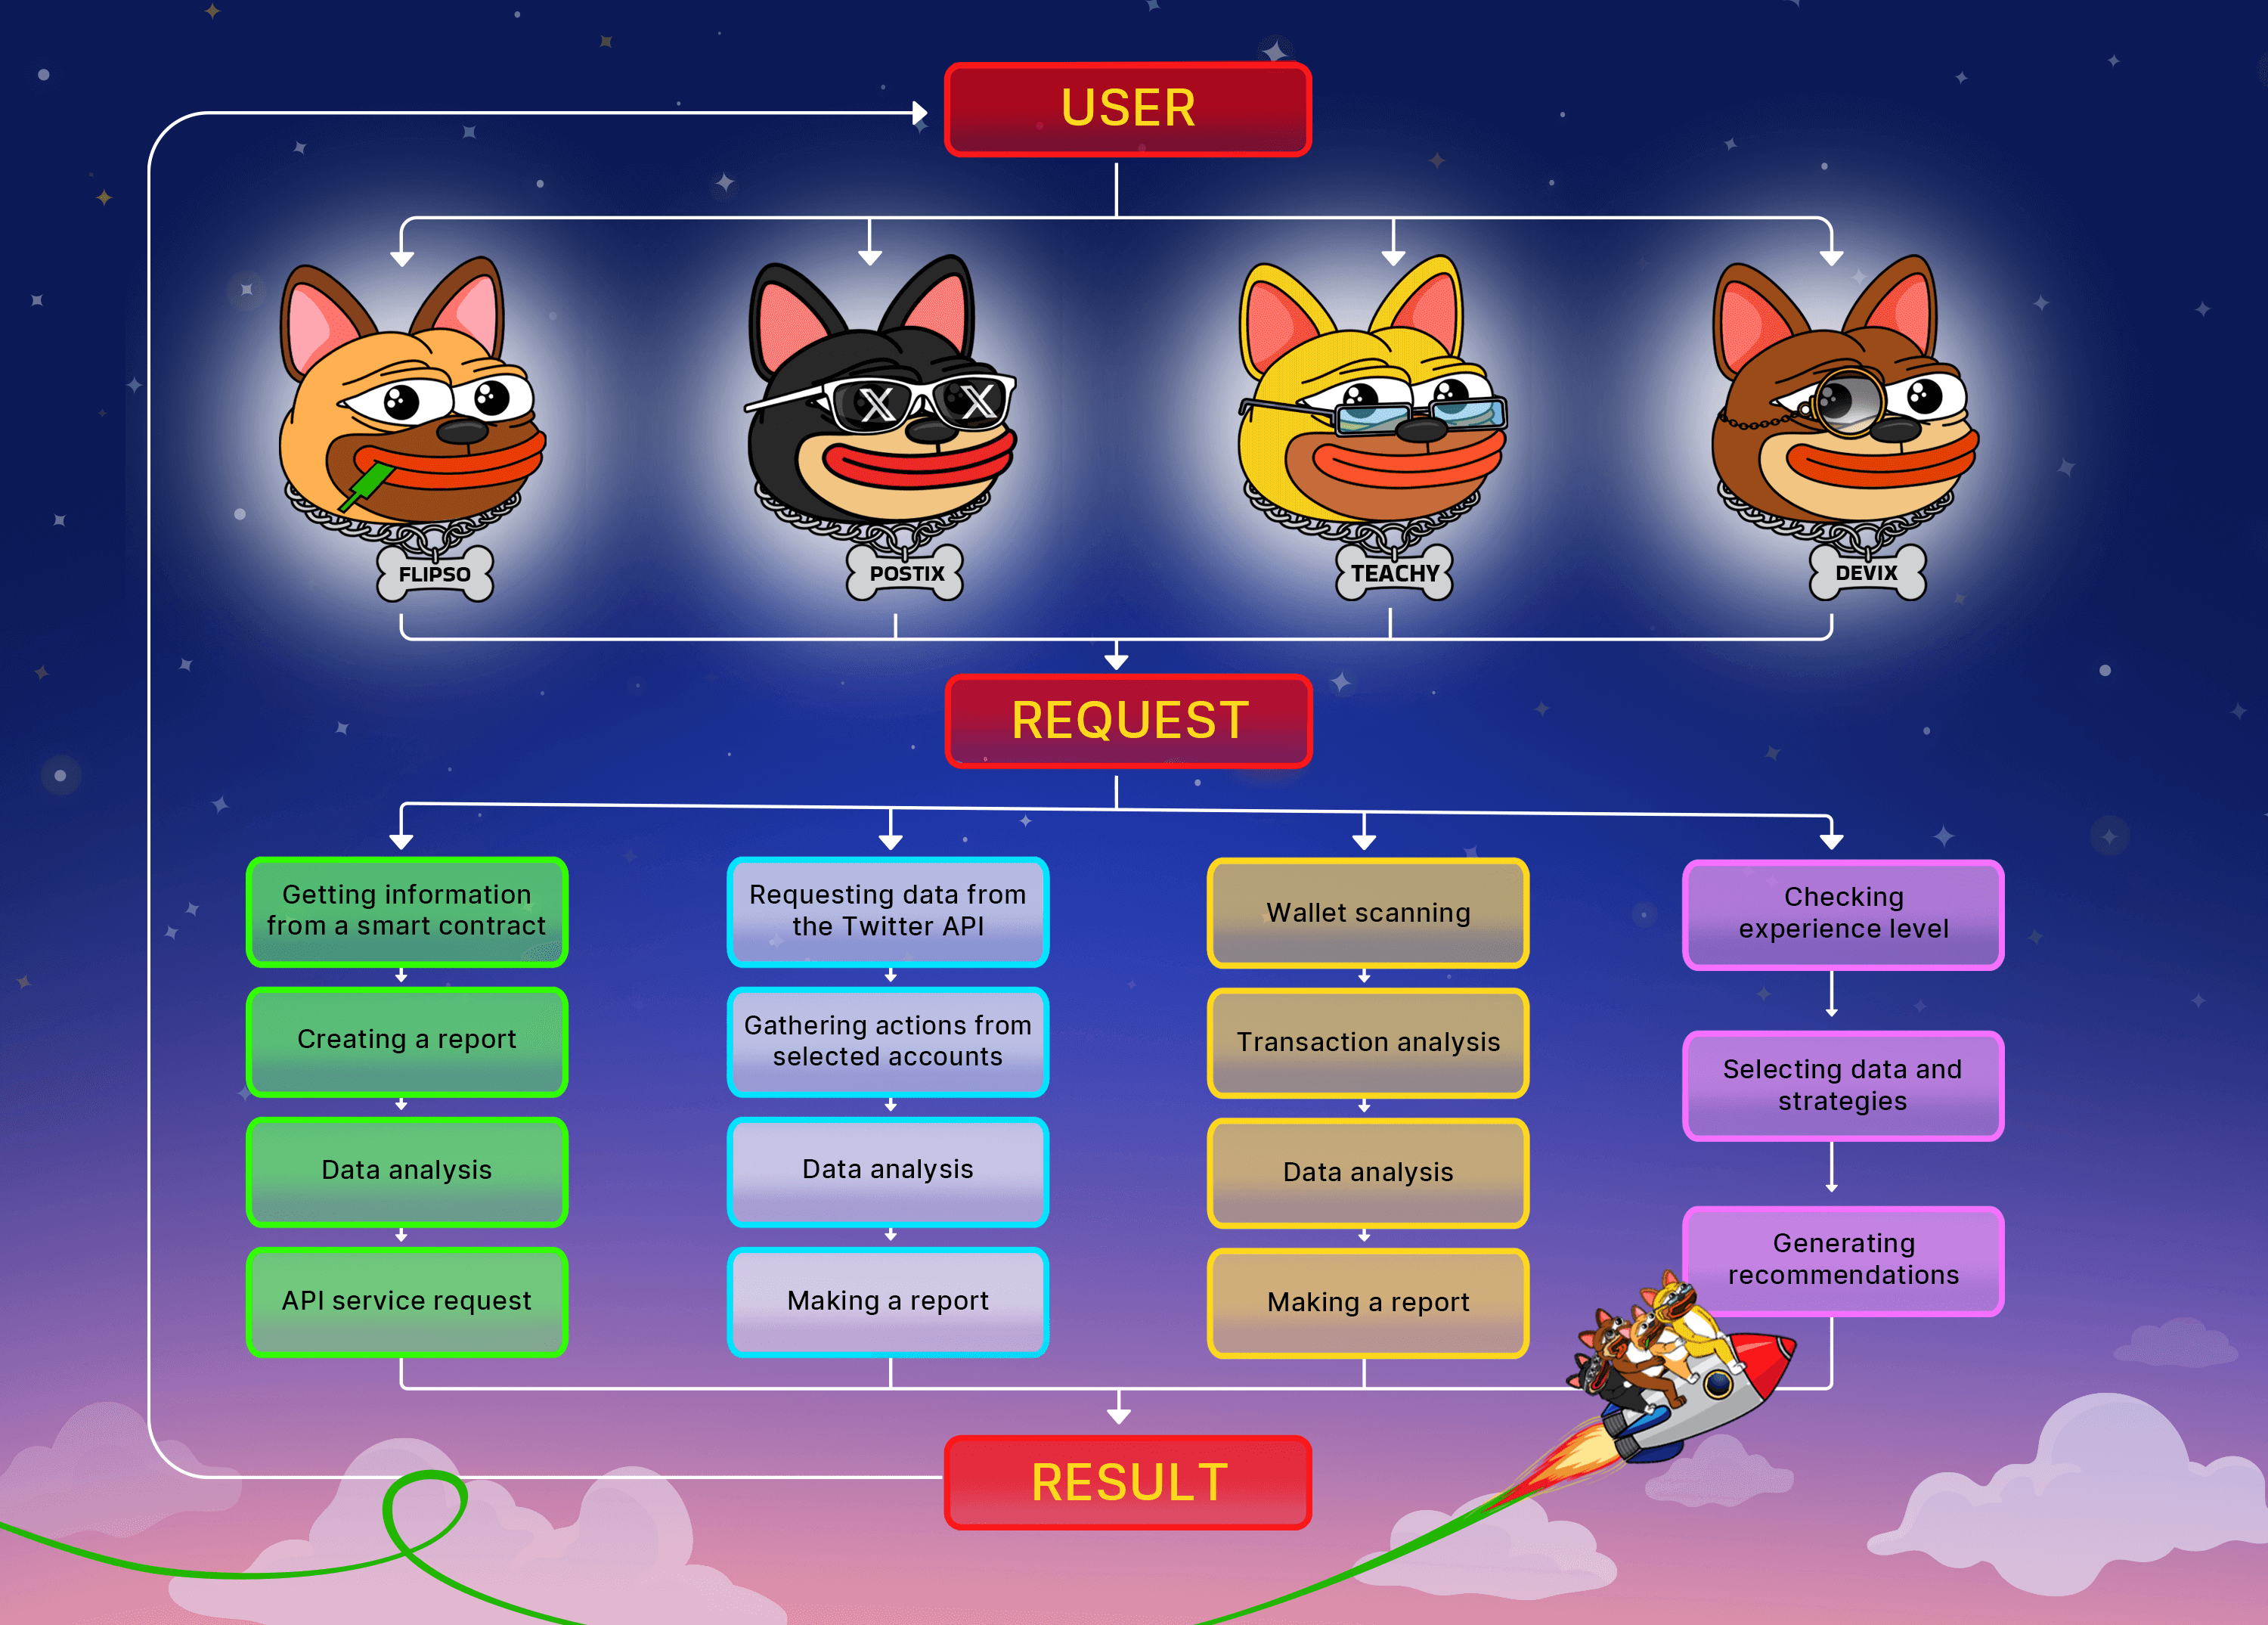 USER
FLIPSO
POSTIX
TEACHY
DEVIX
REQUEST
Getting information
from a smart contract
Creating a report
Data analysis
API service request
Requesting data from
the Twitter API
Gathering actions from
selected accounts
Data analysis
Making a report
Wallet scanning
Transaction analysis
Data analysis
Making a report
Checking
experience level
Selecting data and
strategies
Generating
recommendations
RESULT